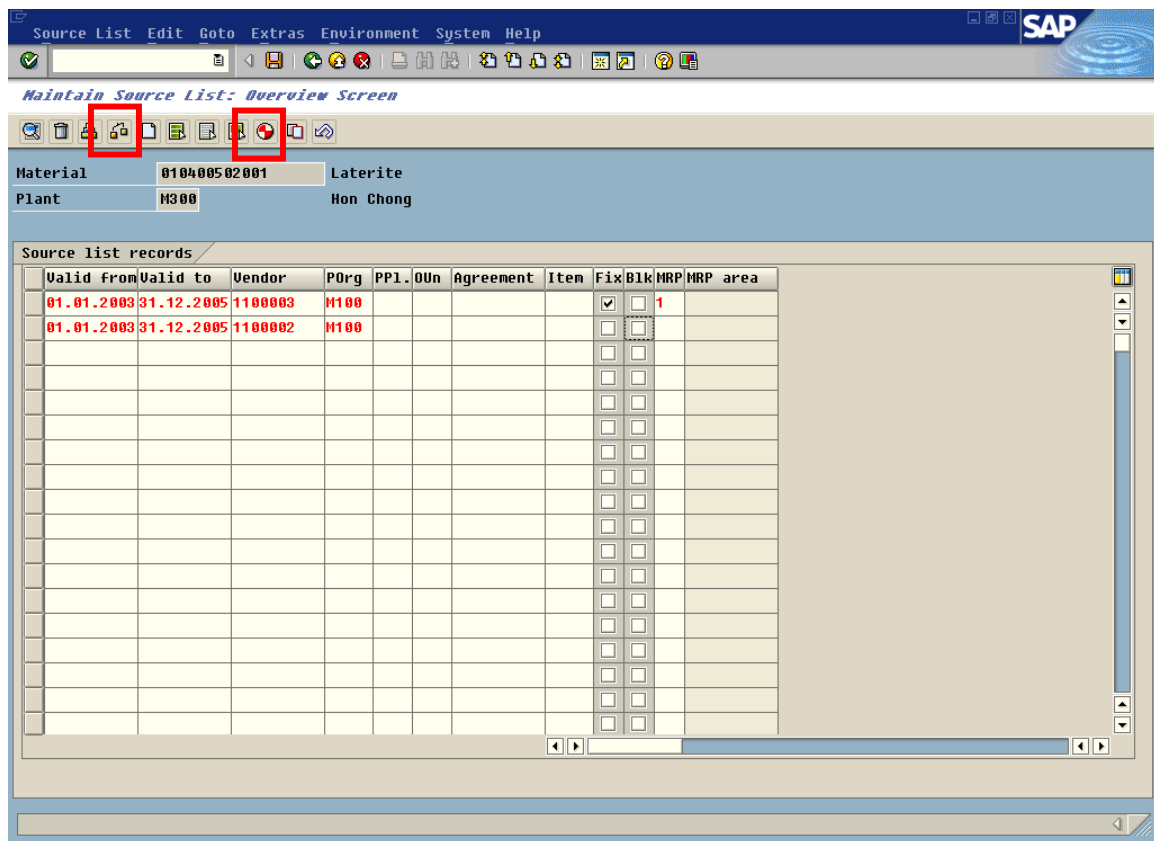 Source List Edit Goto Extras Environment System Help
SAP
Maintain Source List: Overview Screen
Material 010400502001 Laterite
Plant M300 Hon Chong
Source list records
Valid from Valid to Vendor POrg PPl. OUn Agreement Item Fix Blk MRP MRP area
01.01.2003 31.12.2005 1100003 M100 1
01.01.2003 31.12.2005 1100002 M100